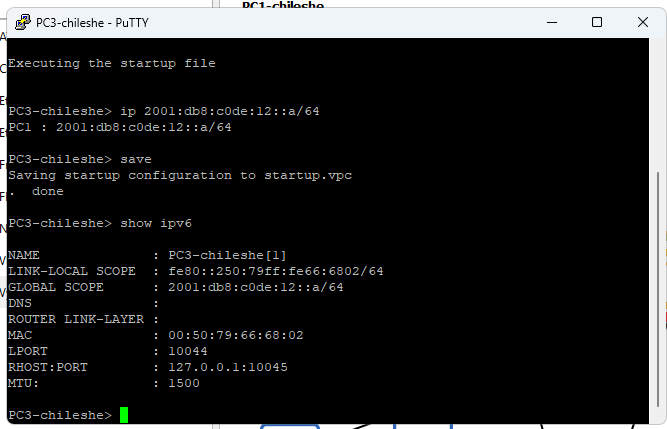 PC1-chileshe
PC3-chileshe - PuTTY
Executing the startup file
PC3-chileshe> ip 2001:db8:c0de:12::a/64
PC1 : 2001:db8:c0de:12::a/64
PC3-chileshe> save
Saving startup configuration to startup.vpc
.  done
PC3-chileshe> show ipv6
NAME              : PC3-chileshe[1]
LINK-LOCAL SCOPE  : fe80::250:79ff:fe66:6802/64
GLOBAL SCOPE      : 2001:db8:c0de:12::a/64
DNS               :
ROUTER LINK-LAYER :
MAC               : 00:50:79:66:68:02
LPORT             : 10044
RHOST:PORT        : 127.0.0.1:10045
MTU:              : 1500
PC3-chileshe>